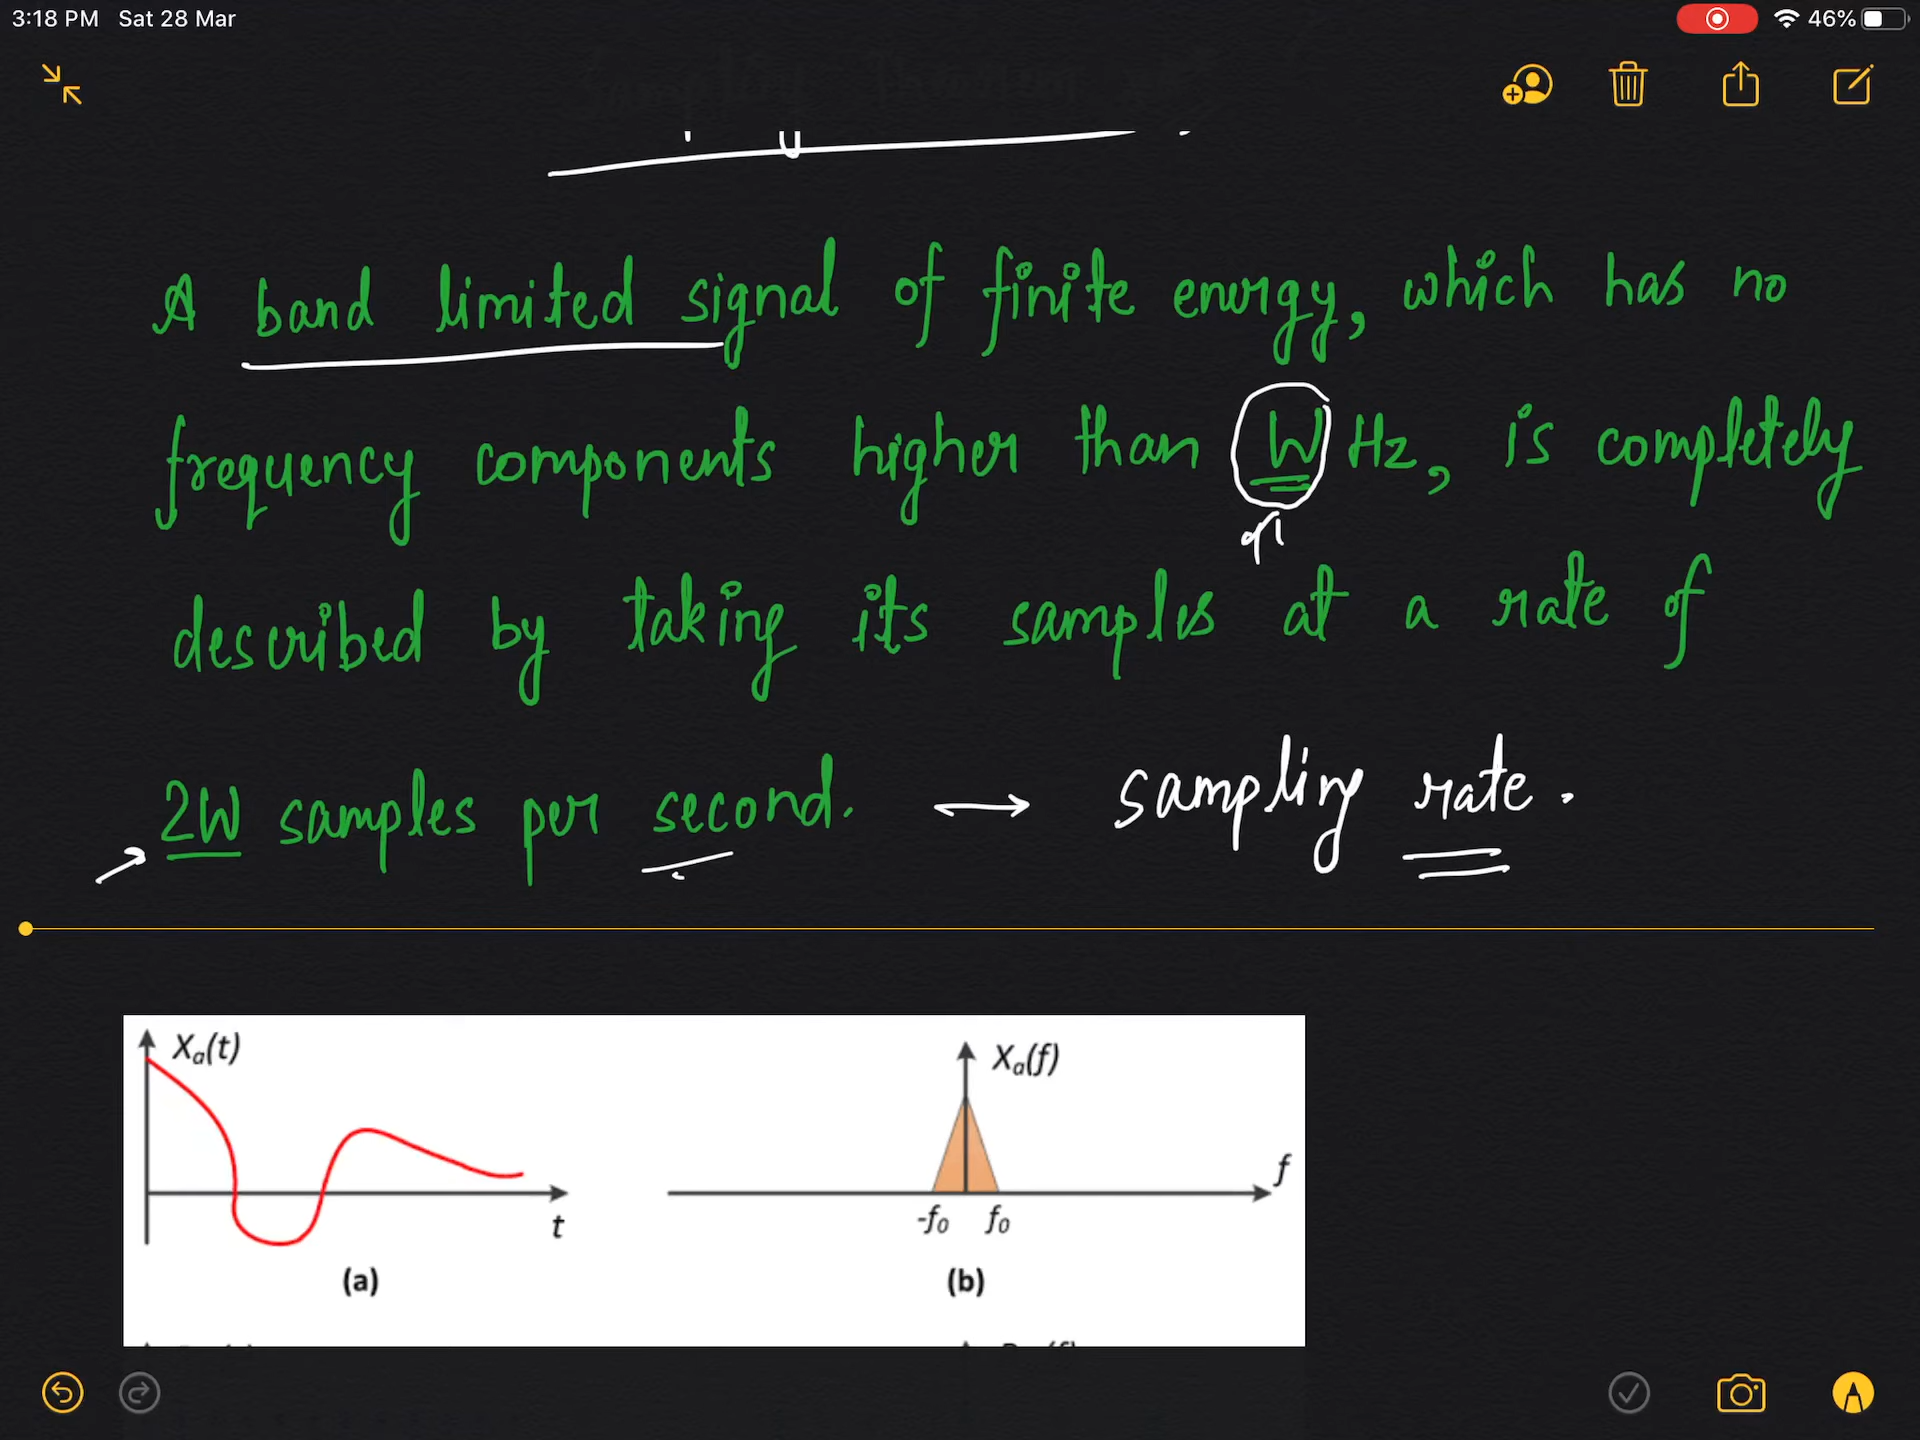 3:18 PM Sat 28 Mar 46%
A band limited signal of finite energy, which has no
frequency components higher than W Hz, is completely
described by taking its samples at a rate of
2W samples per second. ⟷ sampling rate.
Xa(t) Xa(f)
f
-f0 f0
t
(a) (b)